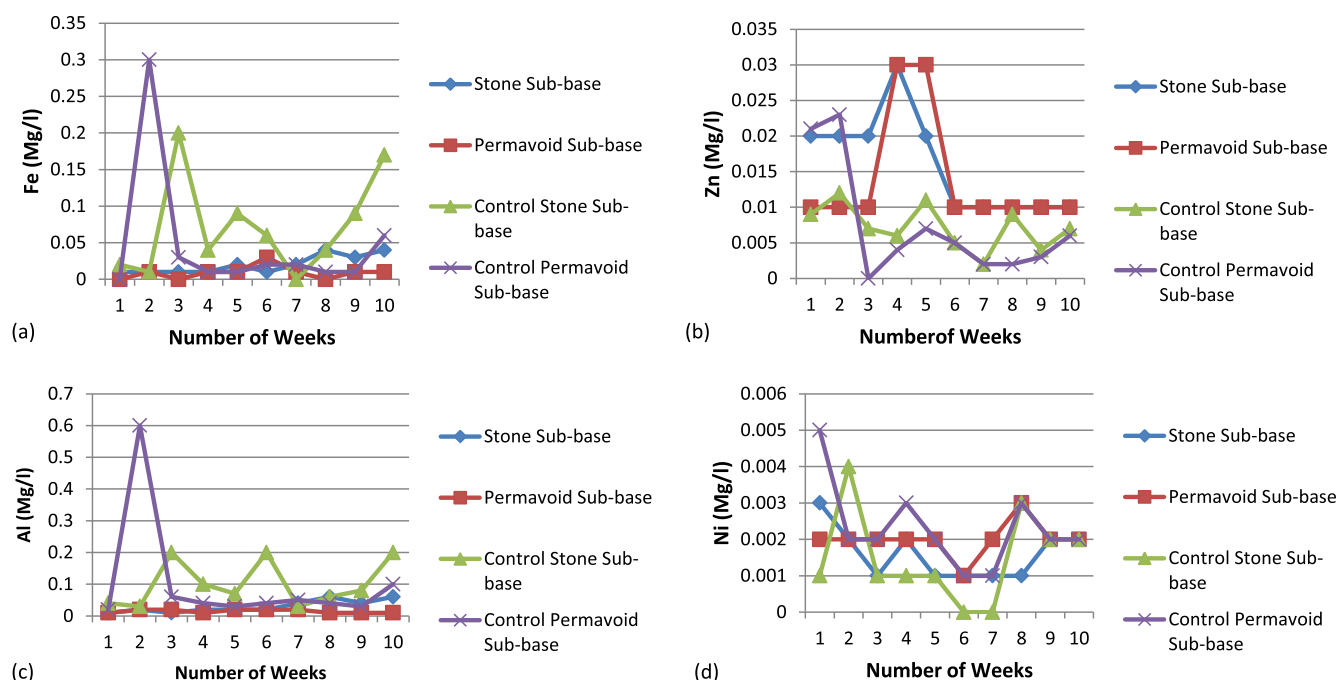 0.35
0.3
0.25
0.2
0.15
0.1
0.05
0
Fe (Mg/l)
1 2 3 4 5 6 7 8 9 10
Number of Weeks
(a)
Stone Sub-base
Permavoid Sub-base
Control Stone Sub-
base
Control Permavoid
Sub-base
0.035
0.03
0.025
0.02
0.015
0.01
0.005
0
Zn (Mg/l)
1 2 3 4 5 6 7 8 9 10
Numberof Weeks
(b)
Stone Sub-base
Permavoid Sub-base
Control Stone Sub-
base
Control Permavoid
Sub-base
0.7
0.6
0.5
0.4
0.3
0.2
0.1
0
Al (Mg/l)
1 2 3 4 5 6 7 8 9 10
Number of Weeks
(c)
Stone Sub-base
Permavoid Sub-base
Control Stone Sub-
base
Control Permavoid
Sub-base
0.006
0.005
0.004
0.003
0.002
0.001
0
Ni (Mg/l)
1 2 3 4 5 6 7 8 9 10
Number of Weeks
(d)
Stone Sub-base
Permavoid Sub-base
Control Stone Sub-
base
Control Permavoid
Sub-base